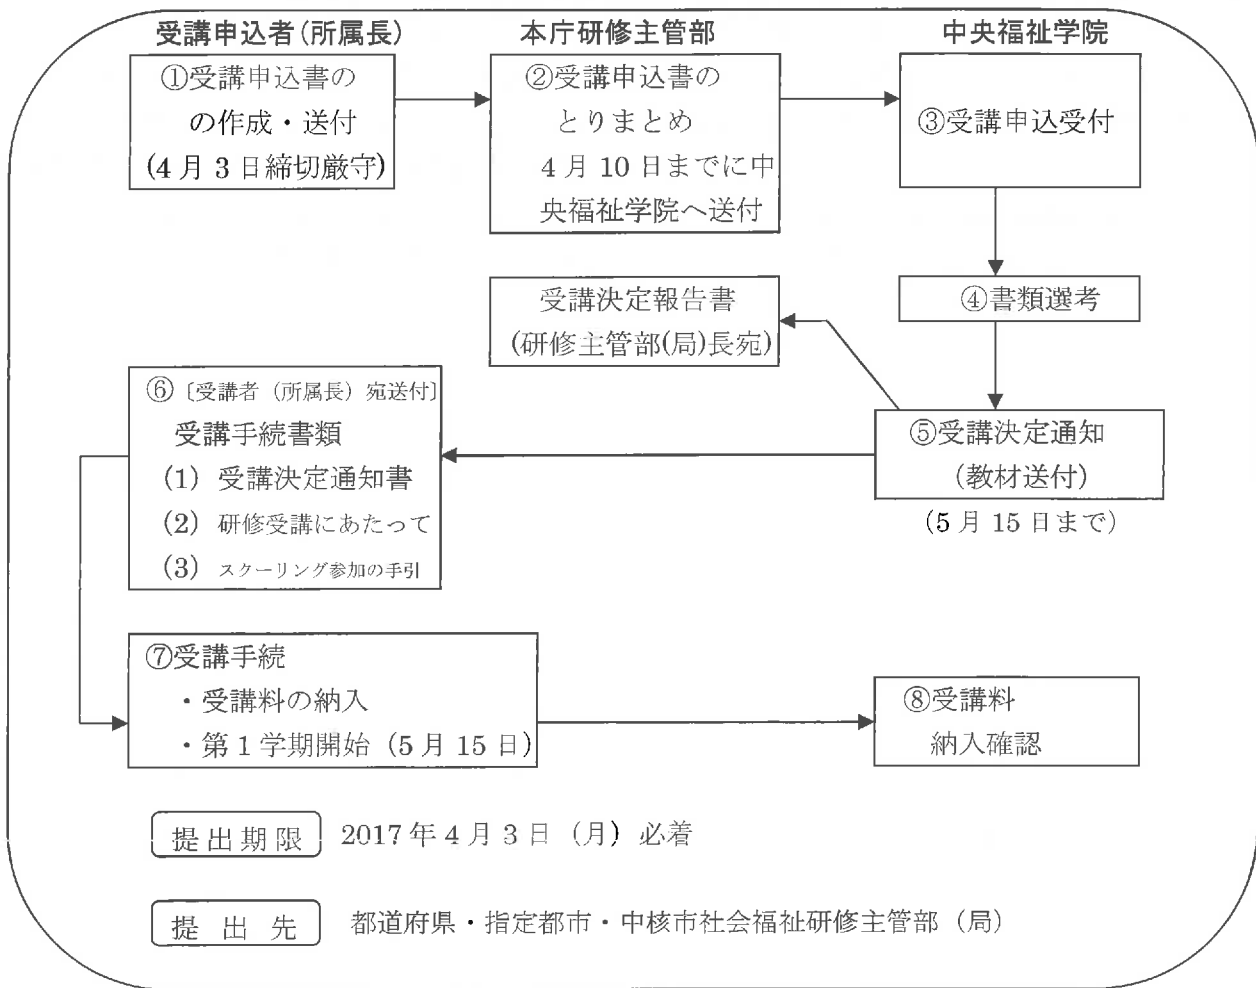 受講申込者(所属長)
本庁研修主管部
中央福祉学院
①受講申込書の
の作成・送付
(4月3日締切厳守)
②受講申込書の
とりまとめ
4月10日までに中
央福祉学院へ送付
③受講申込受付
④書類選考
受講決定報告書
(研修主管部(局)長宛)
⑤受講決定通知
(教材送付)
(5月15日まで)
⑥〔受講者（所属長）宛送付〕
受講手続書類
(1) 受講決定通知書
(2) 研修受講にあたって
(3) スクーリング参加の手引
⑦受講手続
・受講料の納入
・第1学期開始（5月15日）
⑧受講料
納入確認
提出期限 2017年4月3日（月）必着
提出先 都道府県・指定都市・中核市社会福祉研修主管部（局）